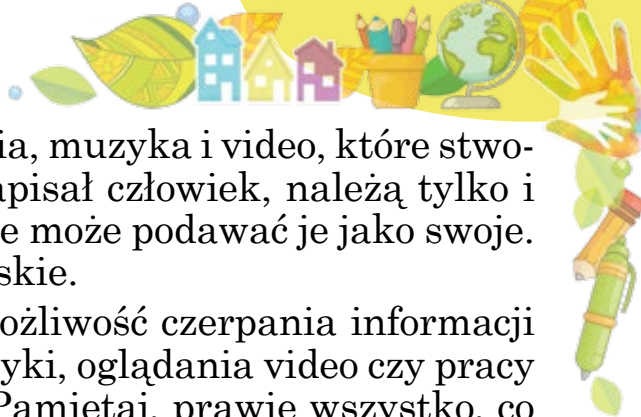 ia, muzyka i video, które stwo-
apisał człowiek, należą tylko i
e może podawać je jako swoje.
skie.
ożliwość czerpania informacji
yki, oglądania video czy pracy
Pamiętaj, prawie wszystko, co